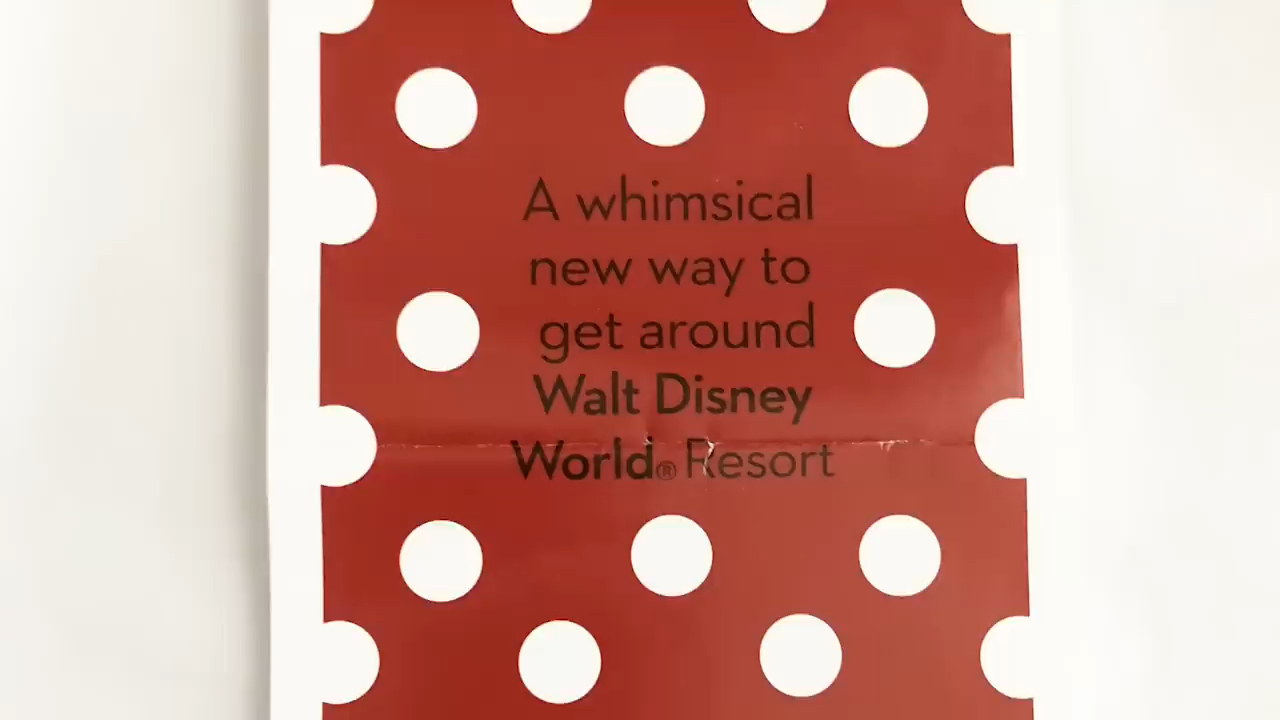 A whimsical
new way to
get around
Walt Disney
World® Resort